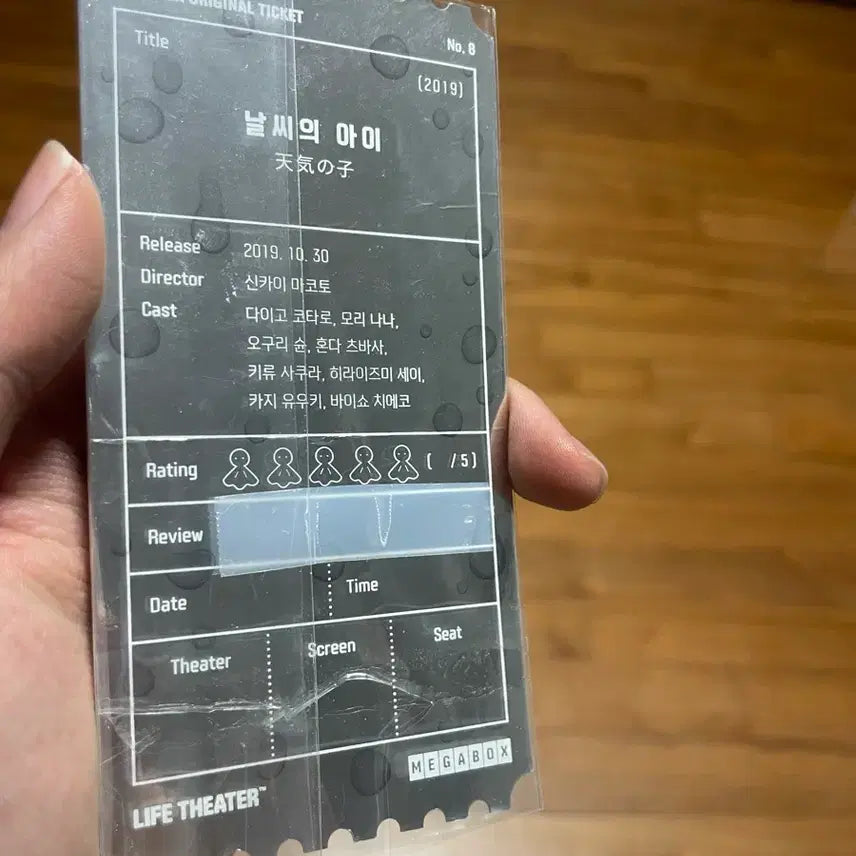 ORIGINAL TICKET
No. 8
Title
(2019)
날씨의 아이
天気の子
Release 2019. 10. 30
Director 신카이 마코토
Cast 다이고 코타로, 모리 나나,
오구리 슌, 혼다 츠바사,
키류 사쿠라, 히라이즈미 세이,
카지 유우키, 바이쇼 치에코
Rating ( /5)
Review
Date Time
Theater Screen Seat
MEGABOX
LIFE THEATER™